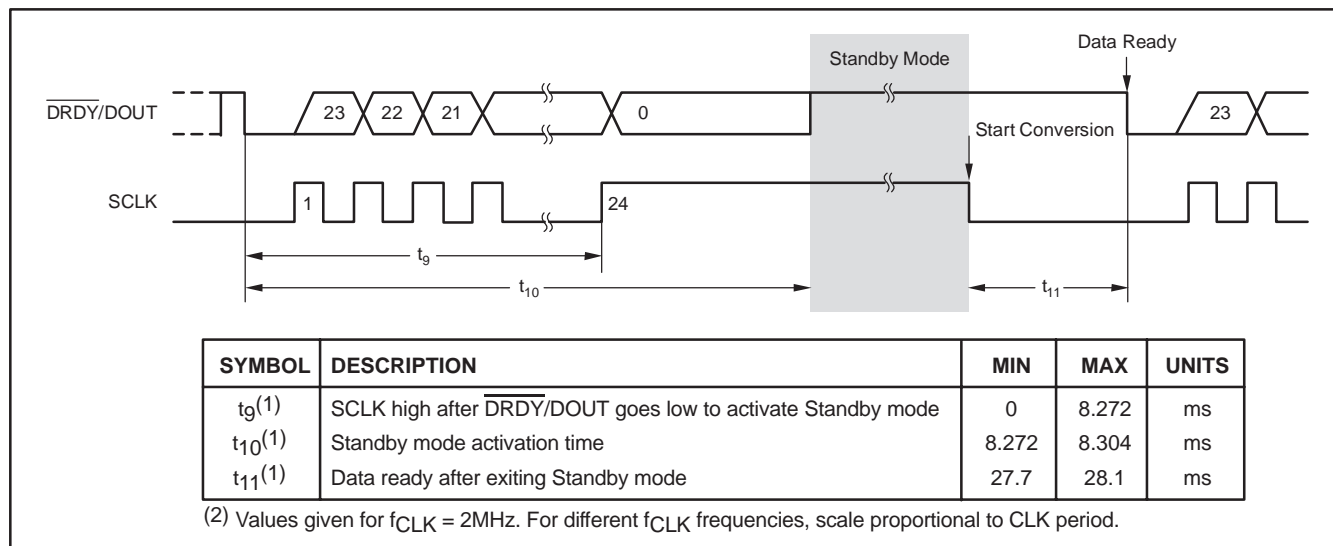 Data Ready
Standby Mode
DRDY/DOUT 23 22 21 0 23
Start Conversion
SCLK 1 24
t9
t10 t11
SYMBOL DESCRIPTION MIN MAX UNITS
t9(1) SCLK high after DRDY/DOUT goes low to activate Standby mode 0 8.272 ms
t10(1) Standby mode activation time 8.272 8.304 ms
t11(1) Data ready after exiting Standby mode 27.7 28.1 ms
(2) Values given for fCLK = 2MHz. For different fCLK frequencies, scale proportional to CLK period.